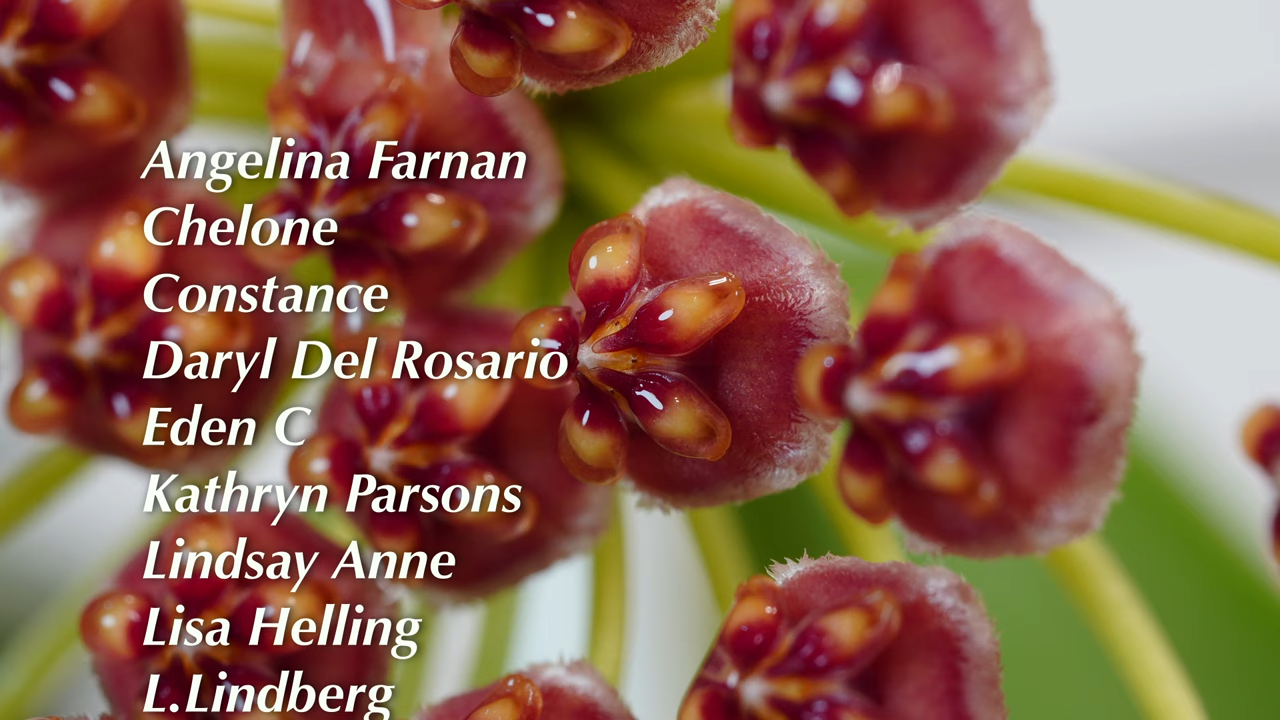 Angelina Farnan
Chelone
Constance
Daryl Del Rosario
Eden C
Kathryn Parsons
Lindsay Anne
Lisa Helling
L.Lindberg